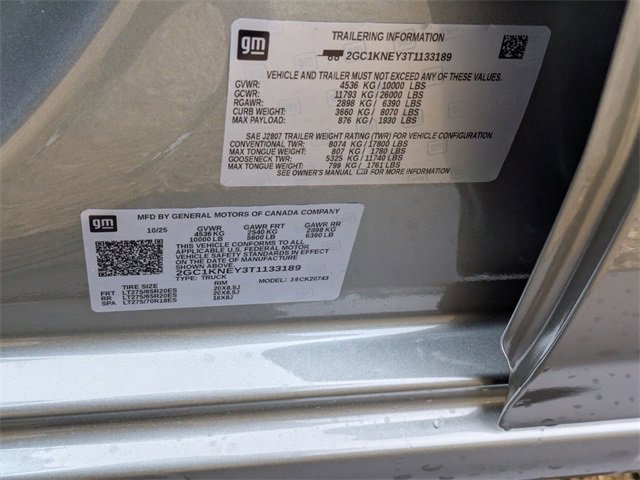 gm
TRAILERING INFORMATION
2GC1KNEY3T1133189
VEHICLE AND TRAILER MUST NOT EXCEED ANY OF THESE VALUES.
GVWR: 4536 KG/10000 LBS
GCWR: 11793 KG/26000 LBS
RGAWR: 2898 KG/ 6390 LBS
CURB WEIGHT: 3660 KG/ 8070 LBS
MAX PAYLOAD: 876 KG/ 1930 LBS
SAE J2807 TRAILER WEIGHT RATING (TWR) FOR VEHICLE CONFIGURATION.
CONVENTIONAL TWR: 8074 KG/17800 LBS
MAX TONGUE WEIGHT: 807 KG/ 1780 LBS
GOOSENECK TWR: 5325 KG/11740 LBS
MAX TONGUE WEIGHT: 799 KG/ 1761 LBS
SEE OWNER'S MANUAL FOR MORE INFORMATION
gm
MFD BY GENERAL MOTORS OF CANADA COMPANY
10/25 GVWR GAWR FRT GAWR RR
4536KG 2540KG 2898 KG
10000 LB 5600 LB 6390 LB
THIS VEHICLE CONFORMS TO ALL
APPLICABLE U.S. FEDERAL MOTOR
VEHICLE SAFETY STANDARDS IN EFFECT
ON THE DATE OF MANUFACTURE
SHOWN ABOVE.
2GC1KNEY3T1133189
TYPE: TRUCK MODEL: 38CK20743
TIRE SIZE RIM
FRT LT275/65R20ES 20X8.5J
RR LT275/65R20ES 20X8.5J
SPA LT275/70R18ES 18X8J